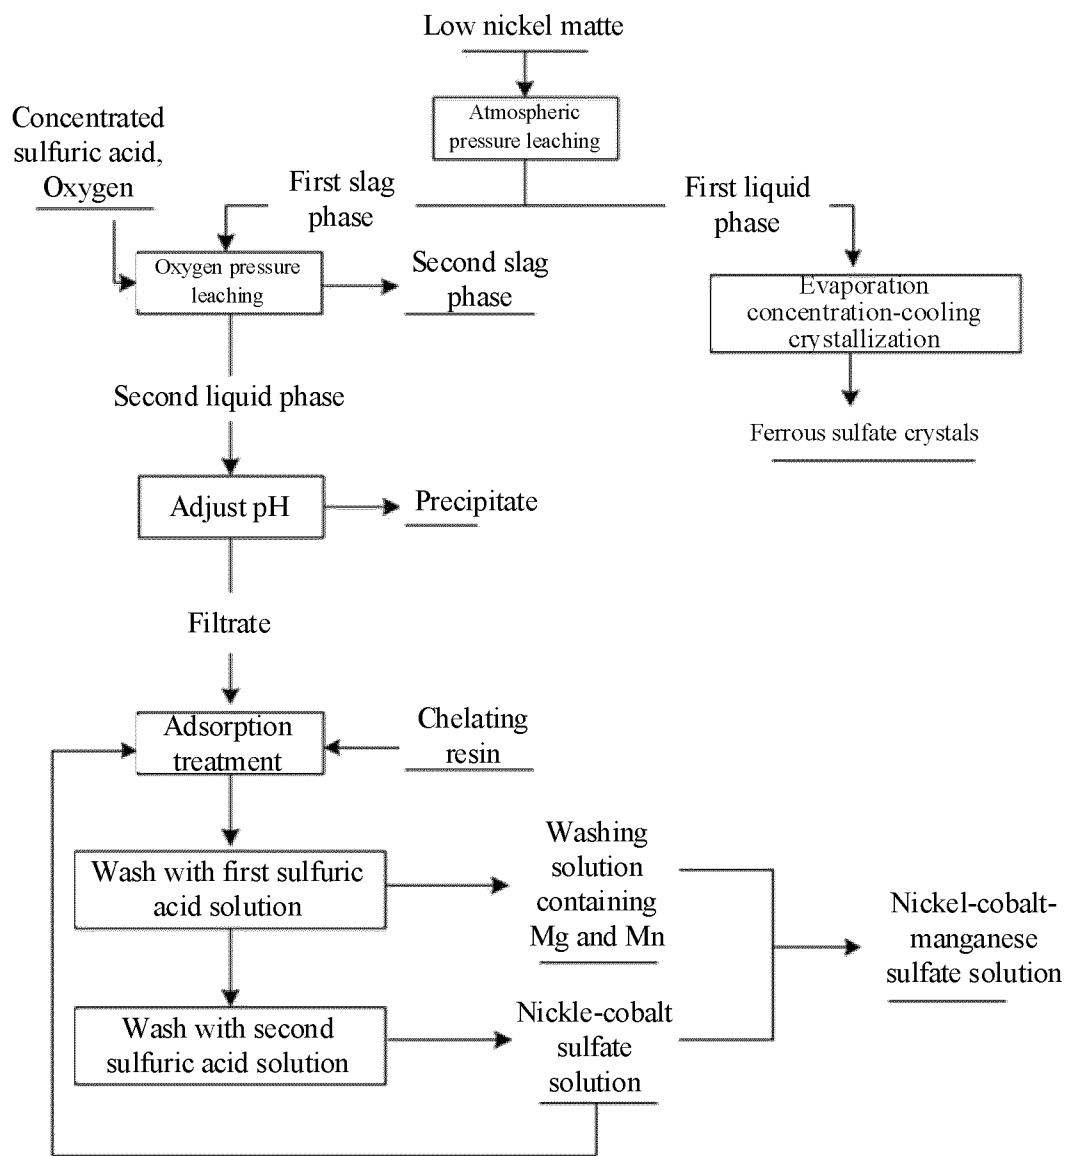 Low nickel matte
Atmospheric
pressure leaching
Concentrated
sulfuric acid,
Oxygen
First slag
phase
First liquid
phase
Oxygen pressure
leaching
Second slag
phase
Evaporation
concentration-cooling
crystallization
Second liquid phase
Ferrous sulfate crystals
Adjust pH
Precipitate
Filtrate
Adsorption
treatment
Chelating
resin
Wash with first sulfuric
acid solution
Washing
solution
containing
Mg and Mn
Nickel-cobalt-
manganese
sulfate solution
Wash with second
sulfuric acid solution
Nickle-cobalt
sulfate
solution